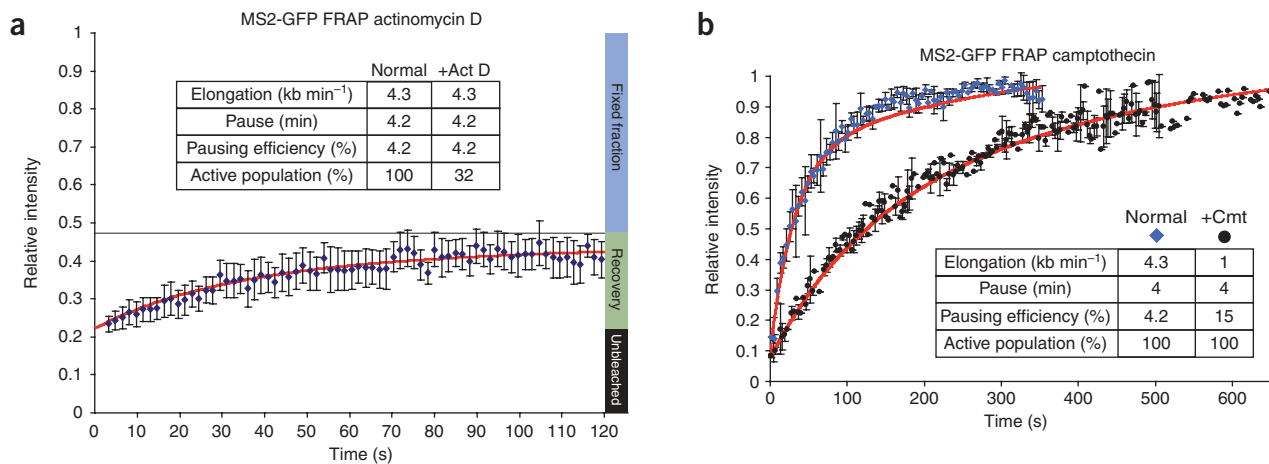 a
MS2-GFP FRAP actinomycin D
Relative intensity
1
0.9
0.8
0.7
0.6
0.5
0.4
0.3
0.2
0.1
0
Normal +Act D
Elongation (kb min⁻¹) 4.3 4.3
Pause (min) 4.2 4.2
Pausing efficiency (%) 4.2 4.2
Active population (%) 100 32
Fixed fraction
Recovery
Unbleached
0 10 20 30 40 50 60 70 80 90 100 110 120
Time (s)
b
MS2-GFP FRAP camptothecin
Relative intensity
1
0.9
0.8
0.7
0.6
0.5
0.4
0.3
0.2
0.1
0
Normal +Cmt
Elongation (kb min⁻¹) 4.3 1
Pause (min) 4 4
Pausing efficiency (%) 4.2 15
Active population (%) 100 100
0 100 200 300 400 500 600
Time (s)